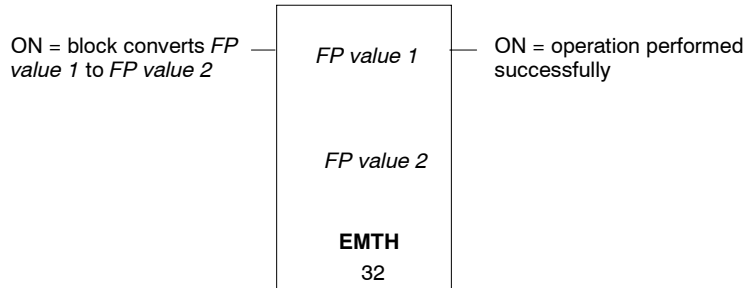 ON = block converts FP
value 1 to FP value 2
FP value 1
ON = operation performed
successfully
FP value 2
EMTH
32